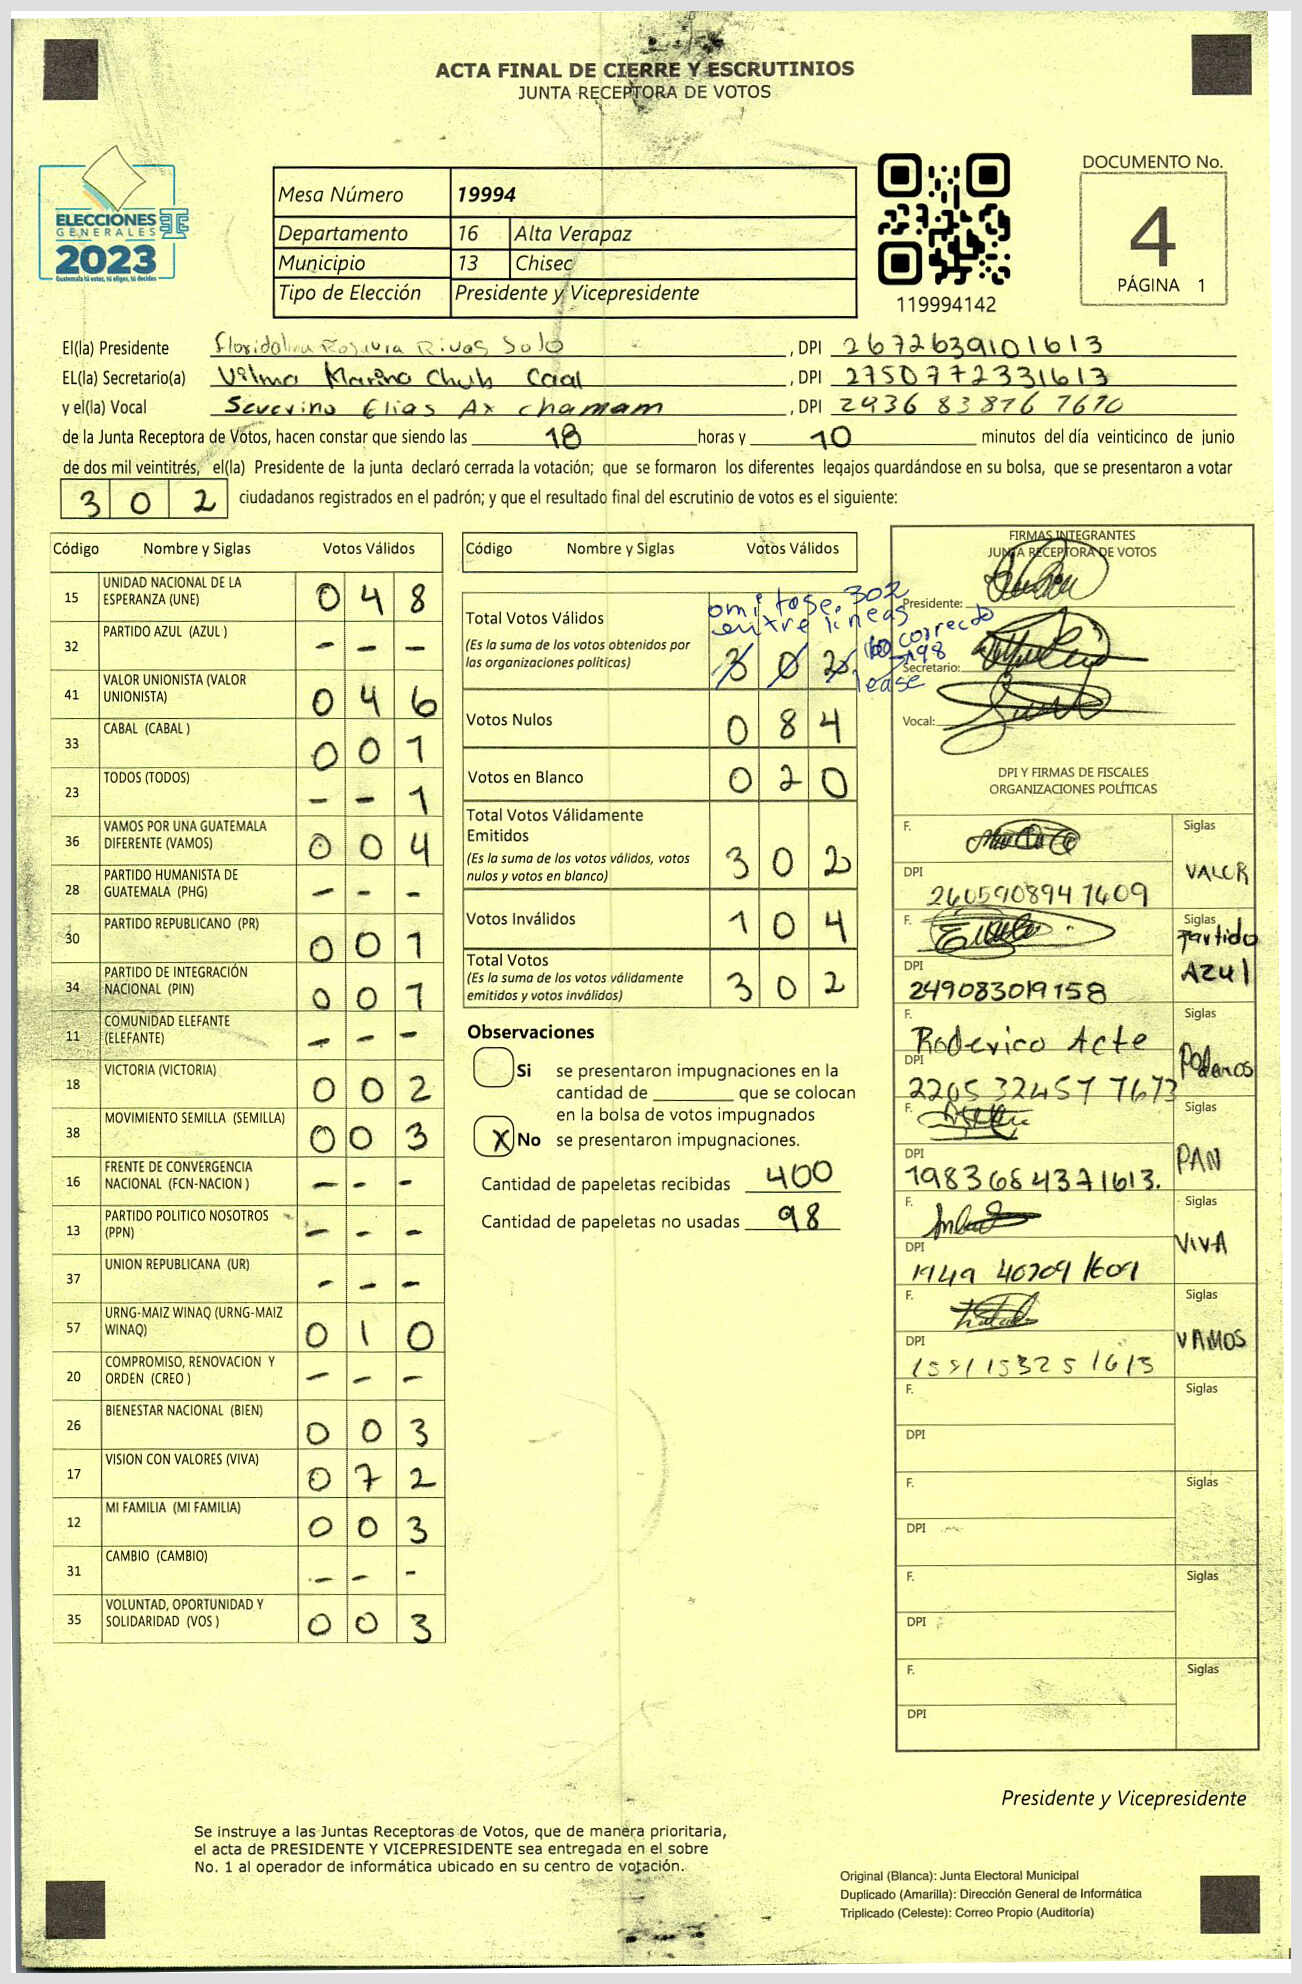 ACTA FINAL DE CIERRE Y ESCRUTINIOS
JUNTA RECEPTORA DE VOTOS
ELECCIONES
GENERALES
2023
Guatemala tú votas, tú eliges, tú decides
Mesa Número 19994
Departamento 16 Alta Verapaz
Municipio 13 Chisec
Tipo de Elección Presidente y Vicepresidente
119994142
DOCUMENTO No.
4
PÁGINA 1
El(la) Presidente Floridalma Rosaura Rivas Solo , DPI 2672639101613
EL(la) Secretario(a) Vilma Marina Chub Caal , DPI 2750772331613
y el(la) Vocal Severino Elias Ax chamam , DPI 2936 83876 1610
de la Junta Receptora de Votos, hacen constar que siendo las 18 horas y 10 minutos del día veinticinco de junio
de dos mil veintitrés, el(la) Presidente de la junta declaró cerrada la votación; que se formaron los diferentes legajos quardándose en su bolsa, que se presentaron a votar
3 0 2 ciudadanos registrados en el padrón; y que el resultado final del escrutinio de votos es el siguiente:
Código Nombre y Siglas Votos Válidos
15 UNIDAD NACIONAL DE LA ESPERANZA (UNE) 0 4 8
32 PARTIDO AZUL (AZUL ) - - -
41 VALOR UNIONISTA (VALOR UNIONISTA) 0 4 6
33 CABAL (CABAL ) 0 0 1
23 TODOS (TODOS) - - 1
36 VAMOS POR UNA GUATEMALA DIFERENTE (VAMOS) 0 0 4
28 PARTIDO HUMANISTA DE GUATEMALA (PHG) - - -
30 PARTIDO REPUBLICANO (PR) 0 0 1
34 PARTIDO DE INTEGRACIÓN NACIONAL (PIN) 0 0 1
11 COMUNIDAD ELEFANTE (ELEFANTE) - - -
18 VICTORIA (VICTORIA) 0 0 2
38 MOVIMIENTO SEMILLA (SEMILLA) 0 0 3
16 FRENTE DE CONVERGENCIA NACIONAL (FCN-NACION ) - - -
13 PARTIDO POLITICO NOSOTROS (PPN) - - -
37 UNION REPUBLICANA (UR) - - -
57 URNG-MAIZ WINAQ (URNG-MAIZ WINAQ) 0 1 0
20 COMPROMISO, RENOVACION Y ORDEN (CREO ) - - -
26 BIENESTAR NACIONAL (BIEN) 0 0 3
17 VISION CON VALORES (VIVA) 0 7 2
12 MI FAMILIA (MI FAMILIA) 0 0 3
31 CAMBIO (CAMBIO) - - -
35 VOLUNTAD, OPORTUNIDAD Y SOLIDARIDAD (VOS ) 0 0 3
Código Nombre y Siglas Votos Válidos
omitase. 302
entre lineas
lo correcto
198
lease
Total Votos Válidos 3 0 2
(Es la suma de los votos obtenidos por
las organizaciones políticas)
Votos Nulos 0 8 4
Votos en Blanco 0 2 0
Total Votos Válidamente
Emitidos 3 0 2
(Es la suma de los votos válidos, votos
nulos y votos en blanco)
Votos Inválidos 1 0 4
Total Votos 3 0 2
(Es la suma de los votos válidamente
emitidos y votos inválidos)
Observaciones
Si se presentaron impugnaciones en la
cantidad de ________ que se colocan
en la bolsa de votos impugnados
X No se presentaron impugnaciones.
Cantidad de papeletas recibidas 400
Cantidad de papeletas no usadas 98
FIRMAS INTEGRANTES
JUNTA RECEPTORA DE VOTOS
Presidente:
Secretario:
Vocal:
DPI Y FIRMAS DE FISCALES
ORGANIZACIONES POLÍTICAS
F. Siglas
VALOR
DPI 260590894 1609
F. Siglas
Partido
Azul
DPI 249083019158
F. Roderico Acte Siglas
Podemos
DPI 2205 32457 7673
F. Siglas
PAN
DPI 1983684371613.
F. Siglas
VIVA
DPI 1949 40709 1609
F. Siglas
VAMOS
DPI
F. Siglas
DPI
F. Siglas
DPI
F. Siglas
DPI
F. Siglas
DPI
Presidente y Vicepresidente
Se instruye a las Juntas Receptoras de Votos, que de manera prioritaria,
el acta de PRESIDENTE Y VICEPRESIDENTE sea entregada en el sobre
No. 1 al operador de informática ubicado en su centro de votación.
Original (Blanca): Junta Electoral Municipal
Duplicado (Amarilla): Dirección General de Informática
Triplicado (Celeste): Correo Propio (Auditoría)